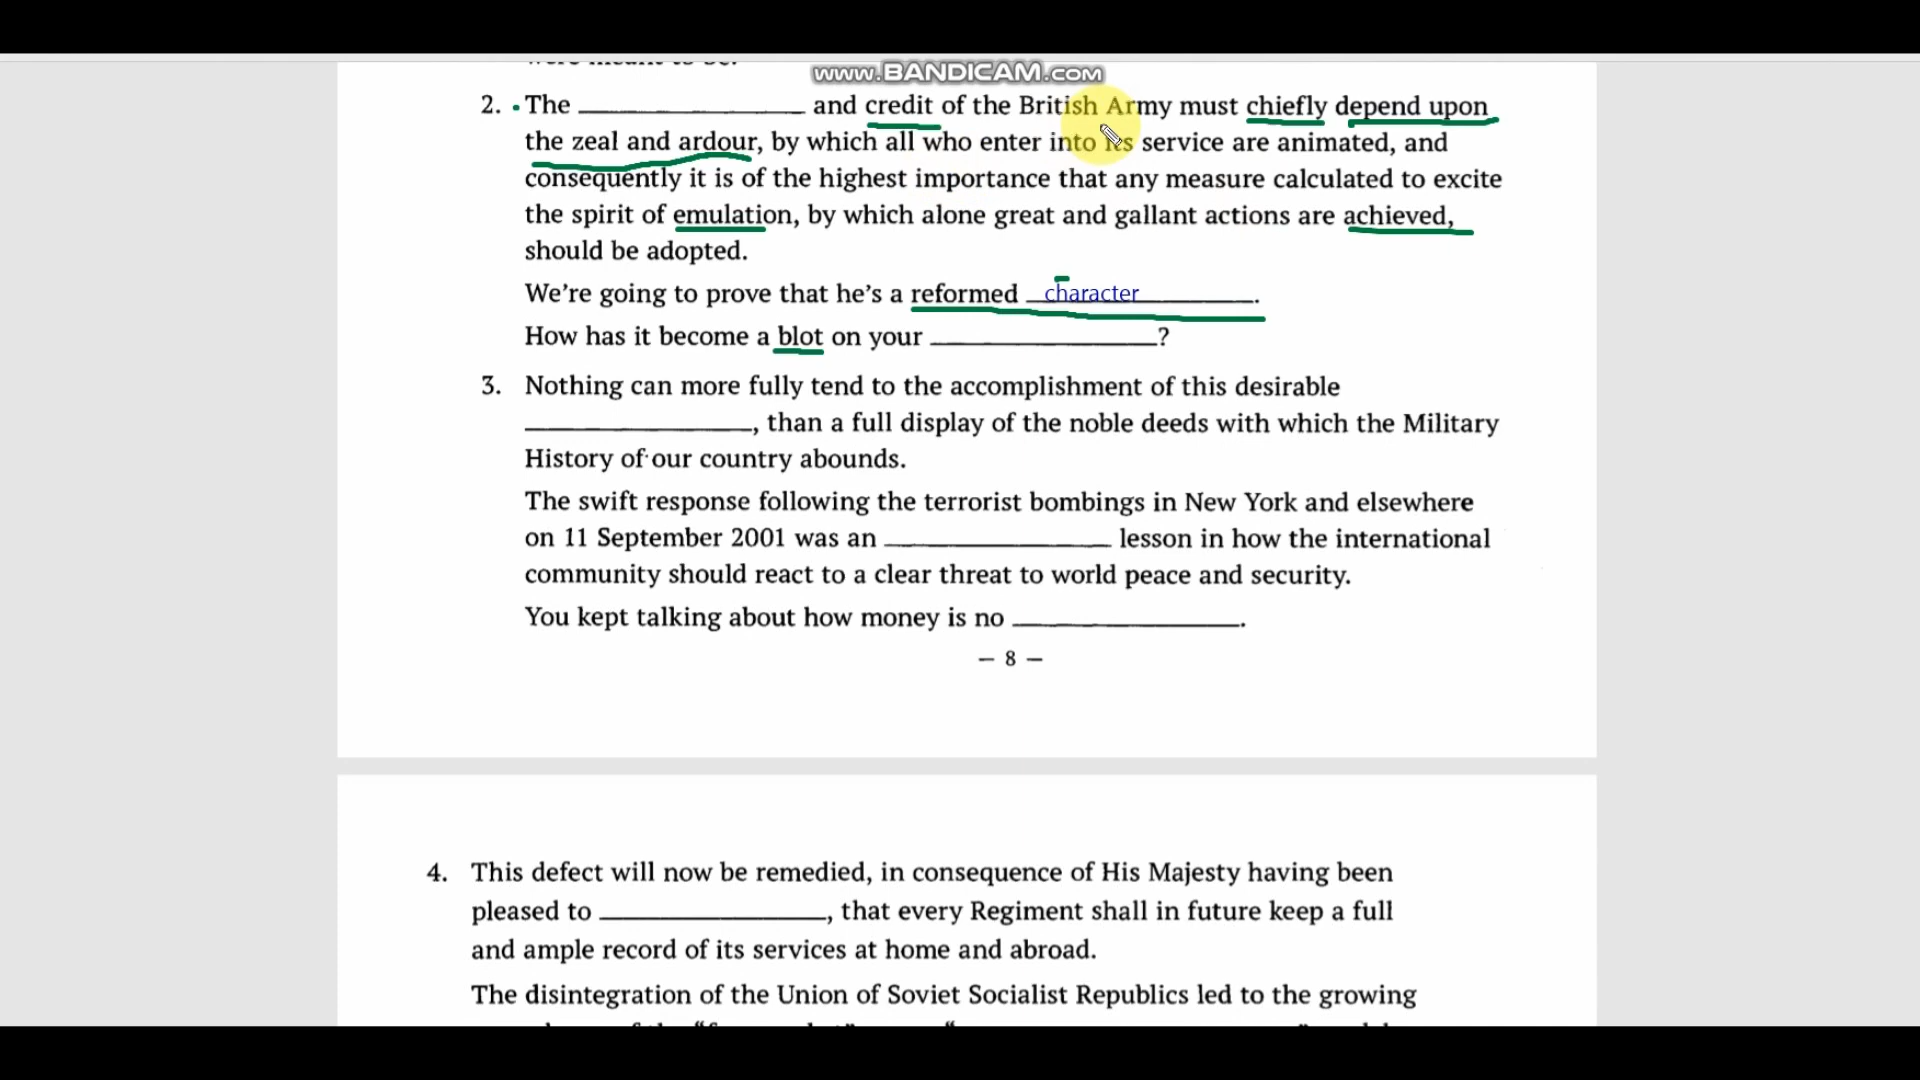 www.BANDICAM.com
2. The ____________ and credit of the British Army must chiefly depend upon
the zeal and ardour, by which all who enter into its service are animated, and
consequently it is of the highest importance that any measure calculated to excite
the spirit of emulation, by which alone great and gallant actions are achieved,
should be adopted.
We're going to prove that he's a reformed character.
How has it become a blot on your ____________?
3. Nothing can more fully tend to the accomplishment of this desirable
____________, than a full display of the noble deeds with which the Military
History of our country abounds.
The swift response following the terrorist bombings in New York and elsewhere
on 11 September 2001 was an ____________ lesson in how the international
community should react to a clear threat to world peace and security.
You kept talking about how money is no ____________.
— 8 —
4. This defect will now be remedied, in consequence of His Majesty having been
pleased to ____________, that every Regiment shall in future keep a full
and ample record of its services at home and abroad.
The disintegration of the Union of Soviet Socialist Republics led to the growing